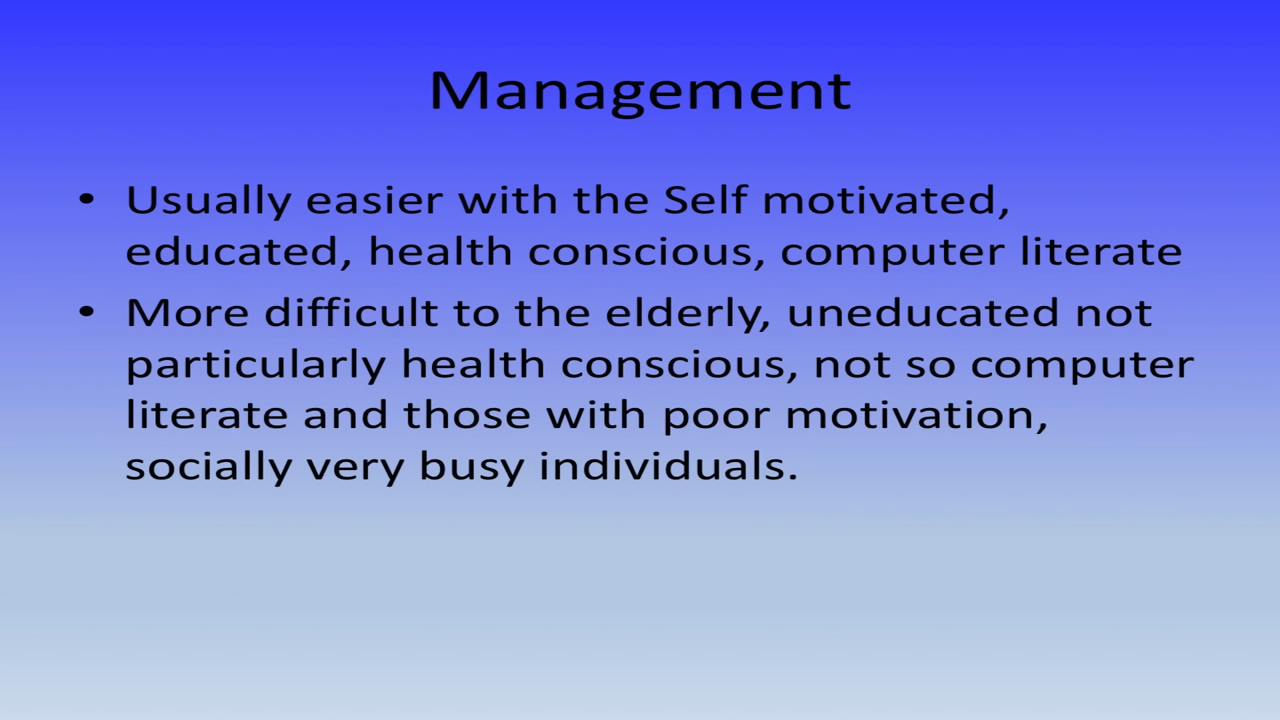 Management
• Usually easier with the Self motivated,
educated, health conscious, computer literate
• More difficult to the elderly, uneducated not
particularly health conscious, not so computer
literate and those with poor motivation,
socially very busy individuals.